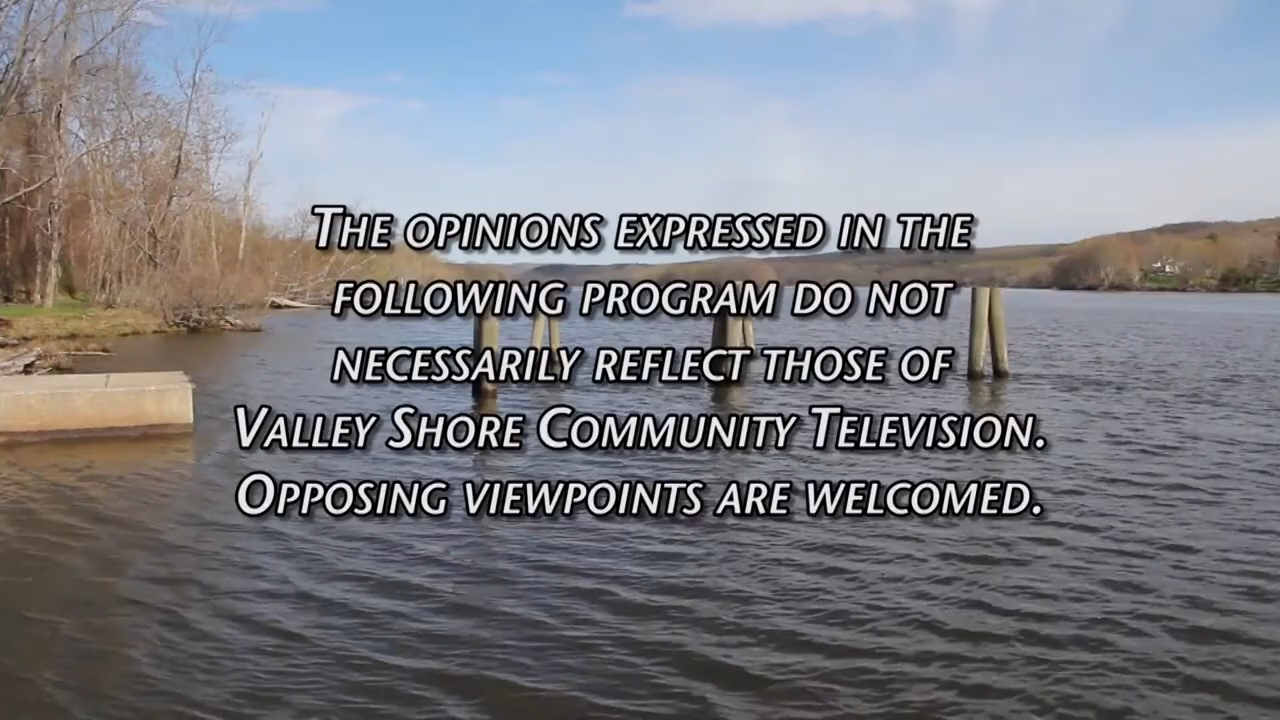 The opinions expressed in the
following program do not
necessarily reflect those of
Valley Shore Community Television.
Opposing viewpoints are welcomed.